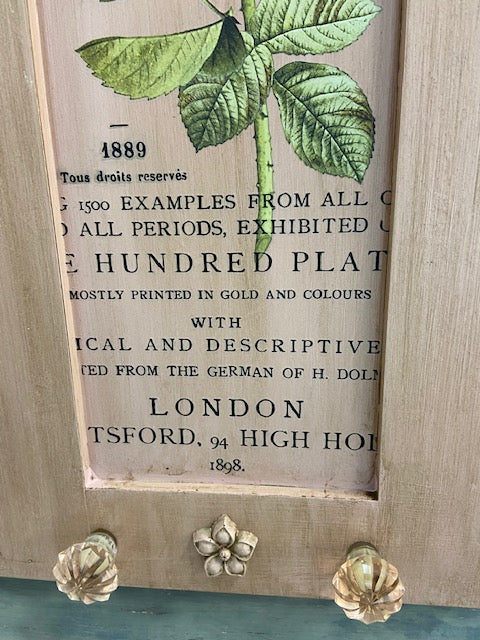 1889
Tous droits reservés
G 1500 EXAMPLES FROM ALL C
D ALL PERIODS, EXHIBITED
E HUNDRED PLAT
MOSTLY PRINTED IN GOLD AND COLOURS
WITH
ICAL AND DESCRIPTIVE
TED FROM THE GERMAN OF H. DOLM
LONDON
TSFORD, 94 HIGH HOL
1898.